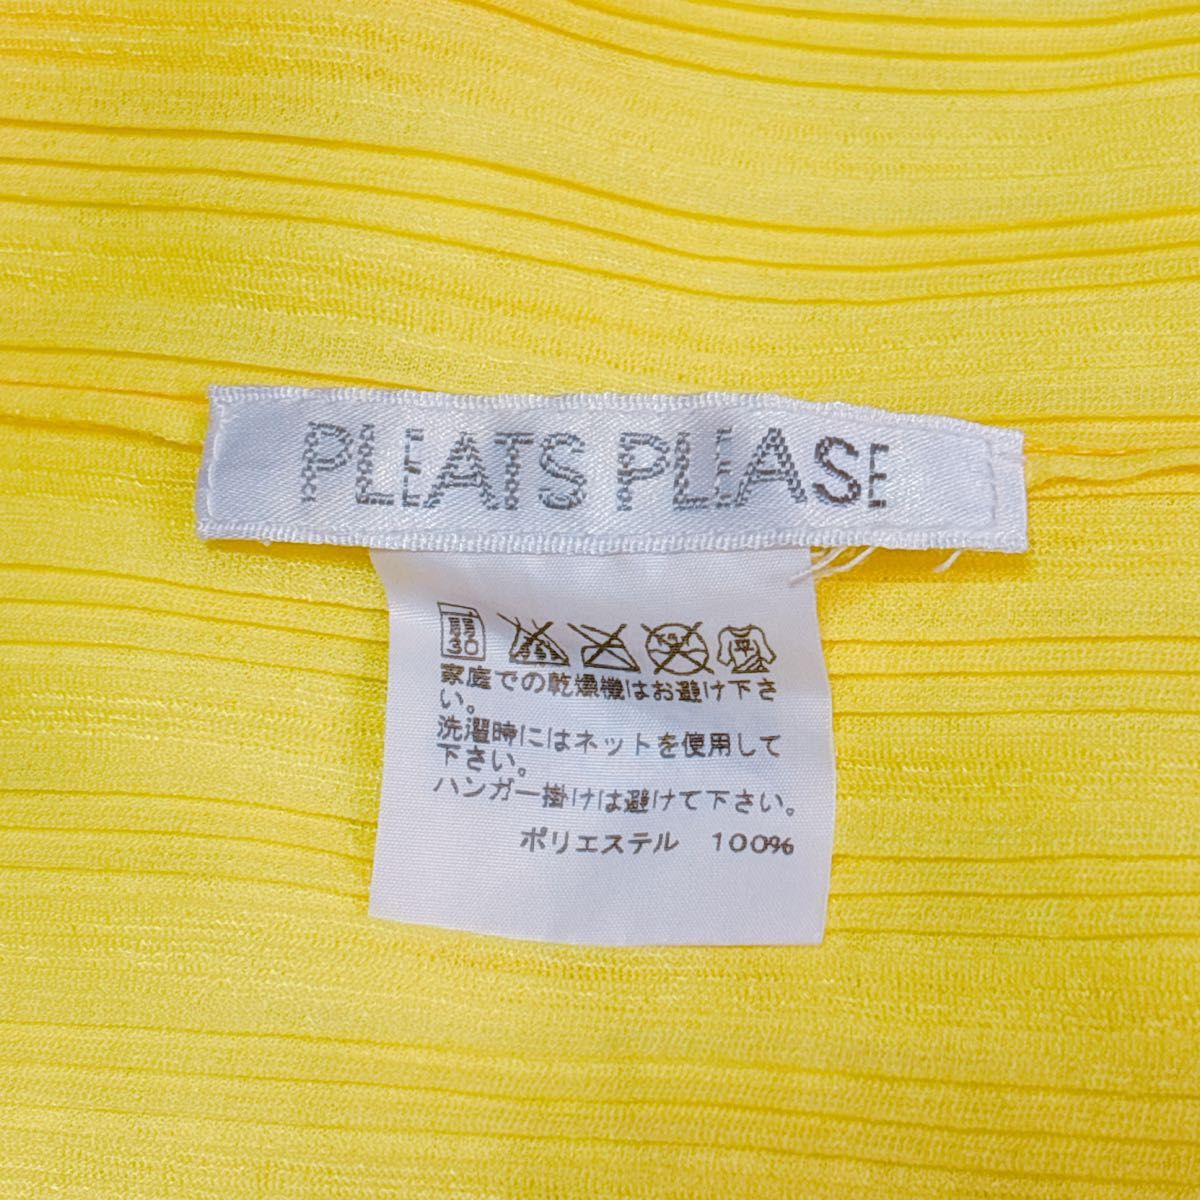 PLEATS PLEASE
30 平
家庭での乾燥機はお避け下さ
い。
洗濯時にはネットを使用して
下さい。
ハンガー掛けは避けて下さい。
ポリエステル 100%